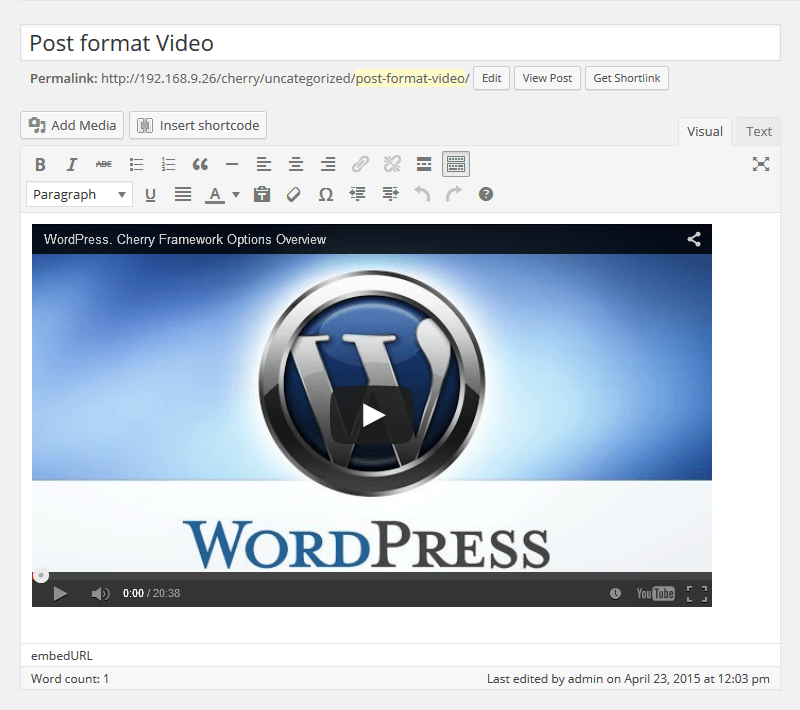 Post format Video
Permalink: http://192.168.9.26/cherry/uncategorized/post-format-video/ Edit View Post Get Shortlink
Add Media Insert shortcode Visual Text
B I ABC
Paragraph U A Ω ?
WordPress. Cherry Framework Options Overview
W
WORDPRESS
0:00 / 20:38 YouTube
embedURL
Word count: 1 Last edited by admin on April 23, 2015 at 12:03 pm